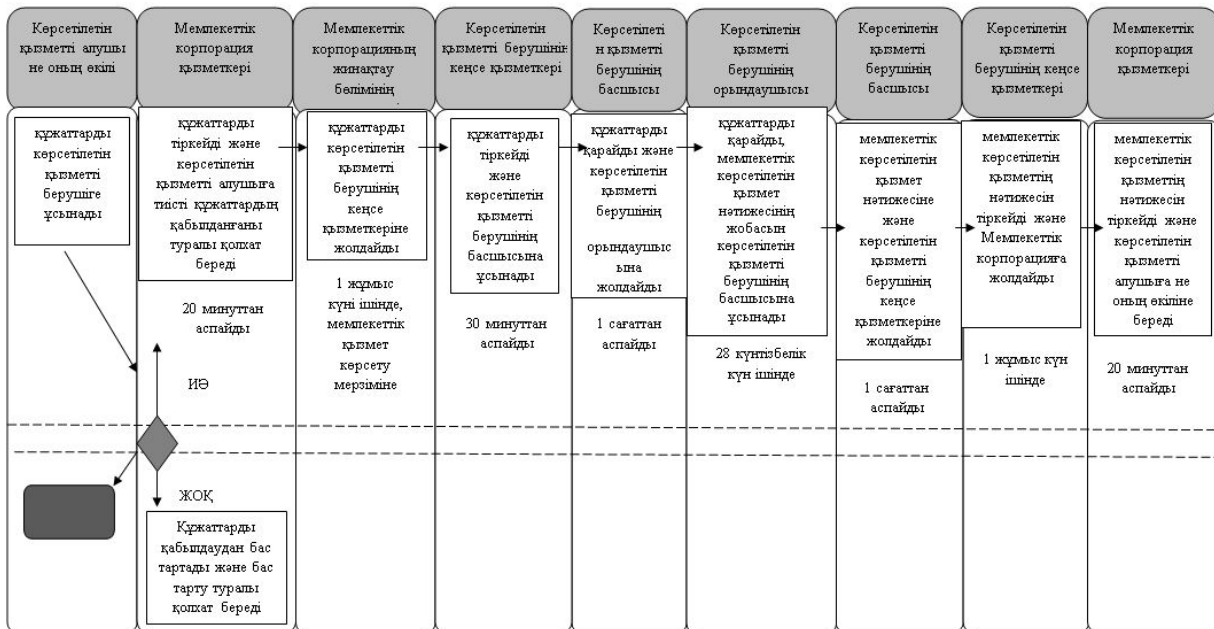 Көрсетілетін
қызметті алушы
не оның өкілі
Мемлекеттік
корпорация
қызметкері
Мемлекеттік
корпорацияның
жинақтау
бөлімінің
Көрсетілетін
қызметті берушінің
кеңсе қызметкері
Көрсетілеті
н қызметті
берушінің
басшысы
Көрсетілетін
қызметті
берушінің
орындаушысы
Көрсетілетін
қызметті
берушінің
басшысы
Көрсетілетін
қызметті
берушінің кеңсе
қызметкері
Мемлекеттік
корпорация
қызметкері
құжаттарды
көрсетілетін
қызметті
берушіге
ұсынады
құжаттарды
тіркейді және
көрсетілетін
қызметті алушыға
тиісті құжаттардың
қабылданғаны
туралы қолхат
береді
20 минуттан
аспайды
ИӘ
ЖОҚ
Құжаттарды
қабылдаудан бас
тартады және бас
тарту туралы
қолхат береді
құжаттарды
көрсетілетін
қызметті
берушінің
кеңсе
қызметкеріне
жолдайды
1 жұмыс
күні ішінде,
мемлекеттік
қызмет
көрсету
мерзіміне
құжаттарды
тіркейді
және
көрсетілетін
қызметті
берушінің
басшысына
ұсынады
30 минуттан
аспайды
құжаттарды
қарайды және
көрсетілетін
қызметті
берушінің
орындаушыс
ына
жолдайды
1 сағаттан
аспайды
құжаттарды
қарайды,
мемлекеттік
көрсетілетін
қызмет
нәтижесінің
жобасын
көрсетілетін
қызметті
берушінің
басшысына
ұсынады
28 күнтізбелік
күн ішінде
мемлекеттік
көрсетілетін
қызмет
нәтижесіне
және
көрсетілетін
қызметті
берушінің
кеңсе
қызметкеріне
жолдайды
1 сағаттан
аспайды
мемлекеттік
көрсетілетін
қызметтің
нәтижесін
тіркейді және
Мемлекеттік
корпорацияға
жолдайды
1 жұмыс күн
ішінде
мемлекеттік
көрсетілетін
қызметтің
нәтижесін
тіркейді және
көрсетілетін
қызметті
алушыға не
оның өкіліне
береді
20 минуттан
аспайды